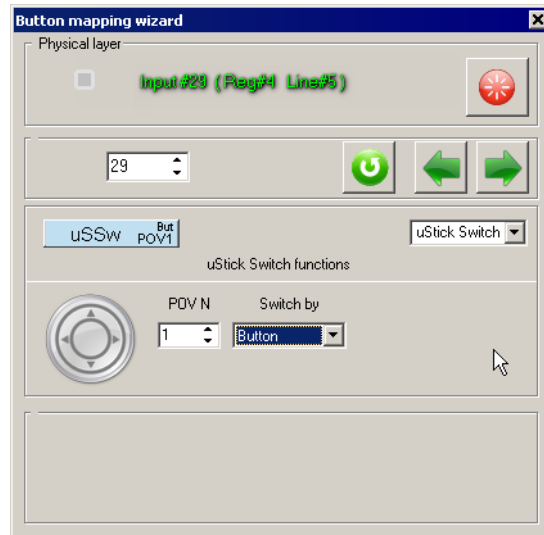 Button mapping wizard
Physical layer
Input #29 (Reg#4 Line#5)
29
uSSw But POV1
uStick Switch
uStick Switch functions
POV N Switch by
1 Button